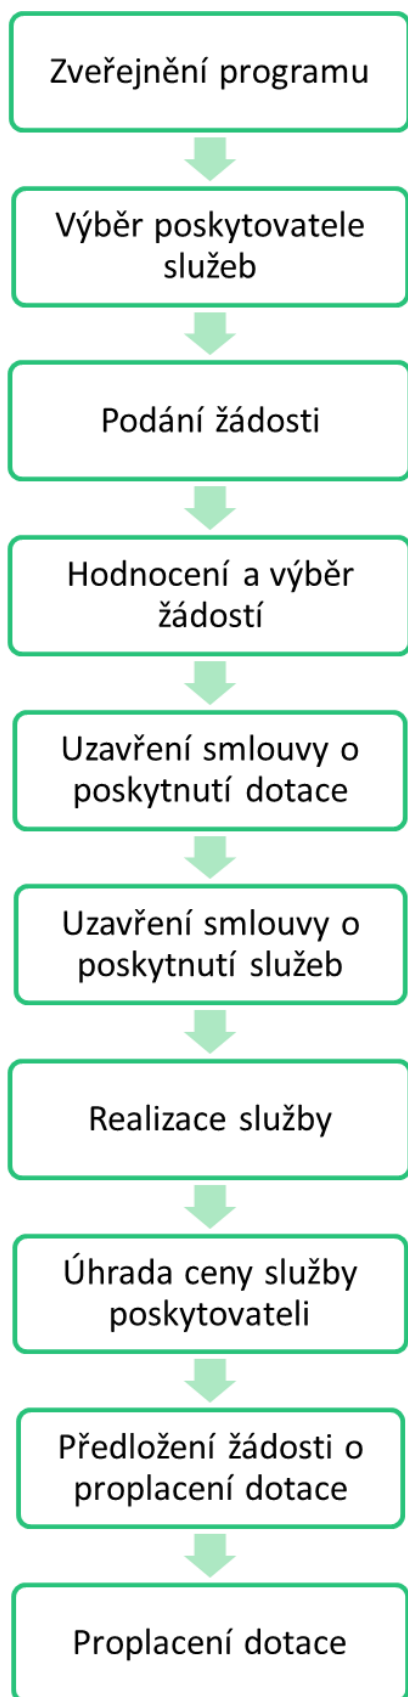 Zveřejnění programu
Výběr poskytovatele
služeb
Podání žádosti
Hodnocení a výběr
žádostí
Uzavření smlouvy o
poskytnutí dotace
Uzavření smlouvy o
poskytnutí služeb
Realizace služby
Úhrada ceny služby
poskytovateli
Předložení žádosti o
proplacení dotace
Proplacení dotace